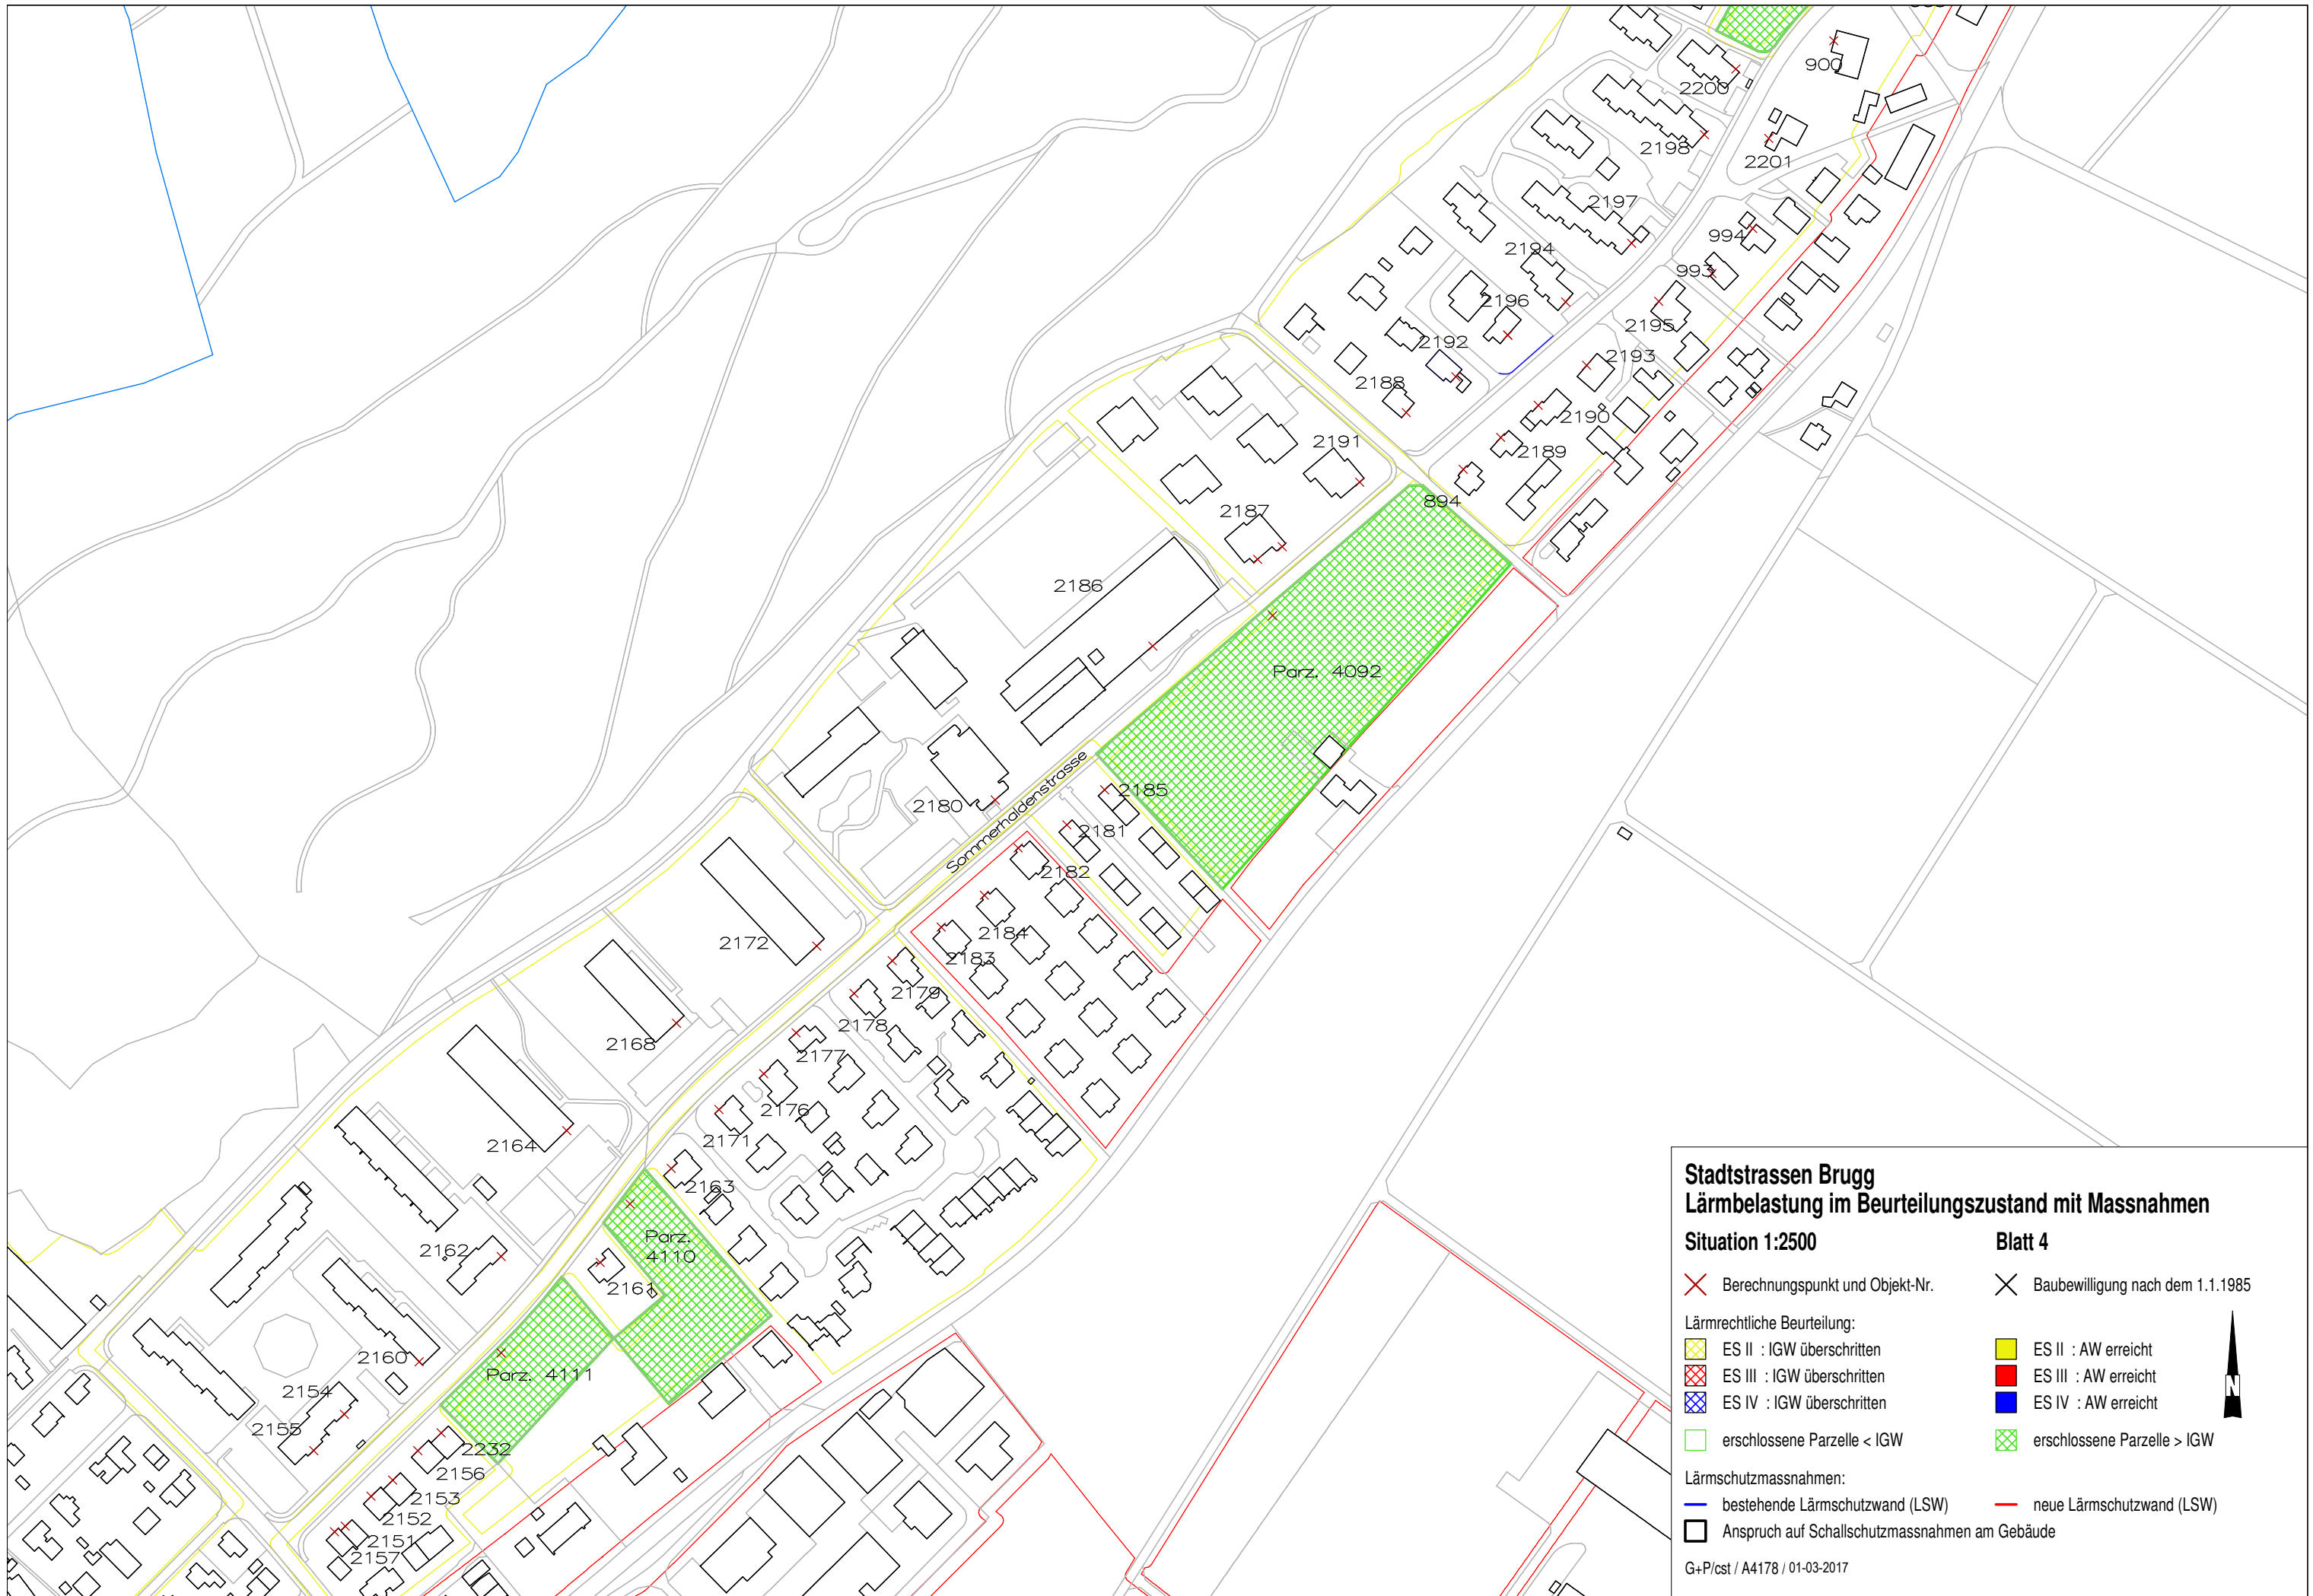 900
2200
2198
2201
2197
994
2194
993
2196
2195
2192
2193
2188
2190
2191
2189
894
2187
2186
Parz. 4092
Sommerhaldenstrasse
2185
2180
2181
2182
2172
2184
2183
2179
2178
2168
2177
2176
2171
2164
2163
Parz.
4110
2162
2161
2160
Parz. 4111
2154
2155
2232
2156
2153
2152
2151
2157
Stadtstrassen Brugg
Lärmbelastung im Beurteilungszustand mit Massnahmen
Situation 1:2500 Blatt 4
Berechnungspunkt und Objekt-Nr. Baubewilligung nach dem 1.1.1985
Lärmrechtliche Beurteilung:
ES II : IGW überschritten ES II : AW erreicht
ES III : IGW überschritten ES III : AW erreicht
ES IV : IGW überschritten ES IV : AW erreicht
N
erschlossene Parzelle < IGW erschlossene Parzelle > IGW
Lärmschutzmassnahmen:
bestehende Lärmschutzwand (LSW) neue Lärmschutzwand (LSW)
Anspruch auf Schallschutzmassnahmen am Gebäude
G+P/cst / A4178 / 01-03-2017